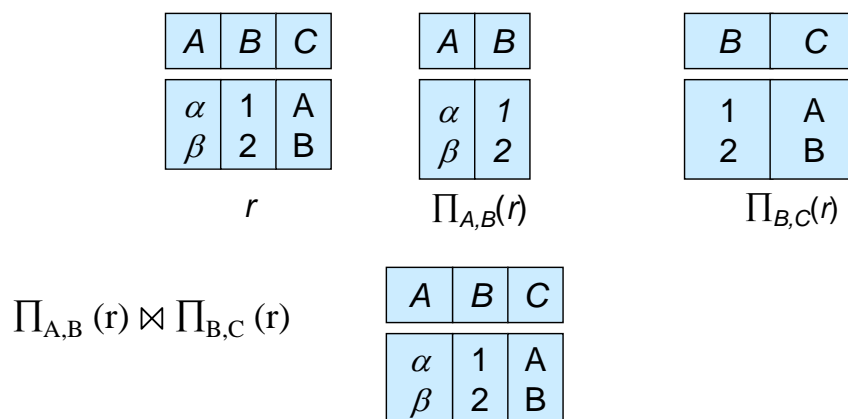 A B C A B B C
α 1 A α 1 1 A
β 2 B β 2 2 B
r ∏A,B(r) ∏B,C(r)
A B C
∏A,B (r) ⋈ ∏B,C (r)
α 1 A
β 2 B